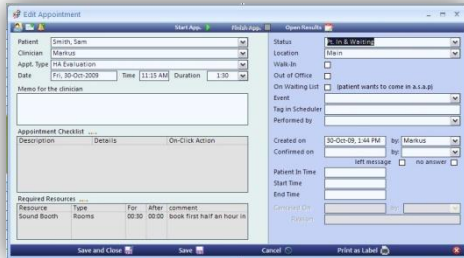 Edit Appointment
Start App. Finish App. Open Results
Patient Smith, Sam
Clinician Markus
Appt. Type HA Evaluation
Date Fri, 30-Oct-2009 Time 11:15 AM Duration 1:30
Memo for the clinician
Appointment Checklist ....
Description Details On-Click Action
Required Resources ....
Resource Type For After comment
Sound Booth Rooms 00:30 00:00 book first half an hour in
Status Pt. In & Waiting
Location Main
Walk-In
Out of Office
On Waiting List (patient wants to come in a.s.a.p)
Event
Tag in Scheduler
Performed by
Created on 30-Oct-09, 1:44 PM by: Markus
Confirmed on by:
left message no answer
Patient In Time
Start Time
End Time
Canceled On by:
Reason
Save and Close Save Cancel Print as Label